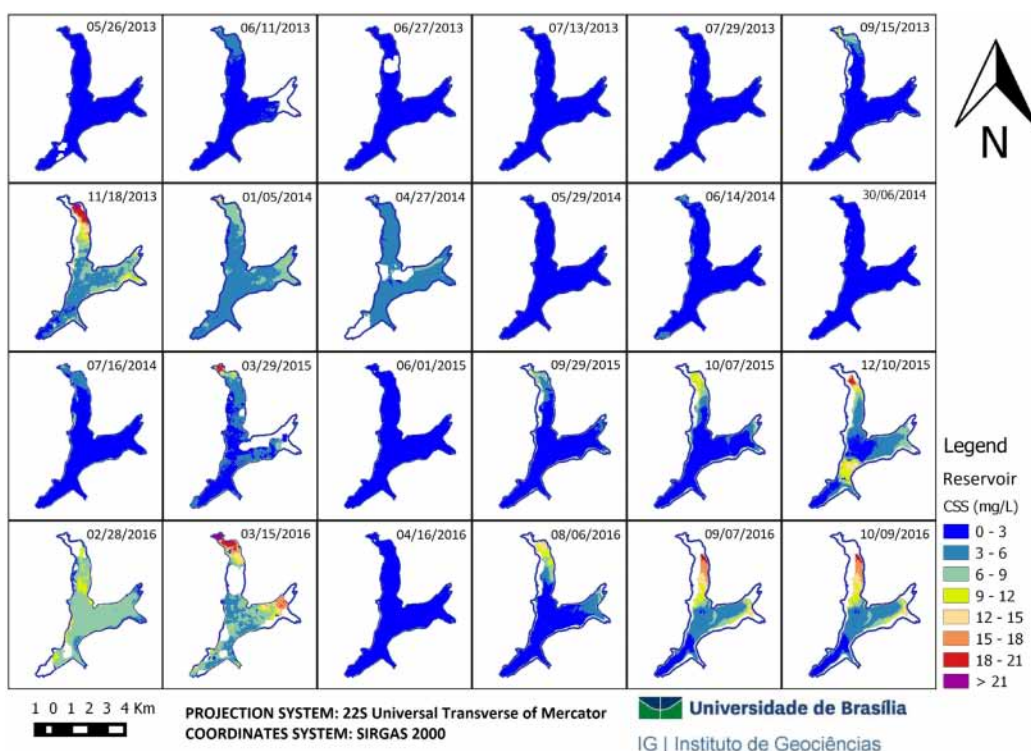 05/26/2013
06/11/2013
06/27/2013
07/13/2013
07/29/2013
09/15/2013
N
11/18/2013
01/05/2014
04/27/2014
05/29/2014
06/14/2014
30/06/2014
07/16/2014
03/29/2015
06/01/2015
09/29/2015
10/07/2015
12/10/2015
02/28/2016
03/15/2016
04/16/2016
08/06/2016
09/07/2016
10/09/2016
Legend
Reservoir
CSS (mg/L)
0 - 3
3 - 6
6 - 9
9 - 12
12 - 15
15 - 18
18 - 21
> 21
1 0 1 2 3 4 Km
PROJECTION SYSTEM: 22S Universal Transverse of Mercator
COORDINATES SYSTEM: SIRGAS 2000
Universidade de Brasília
IG | Instituto de Geociências